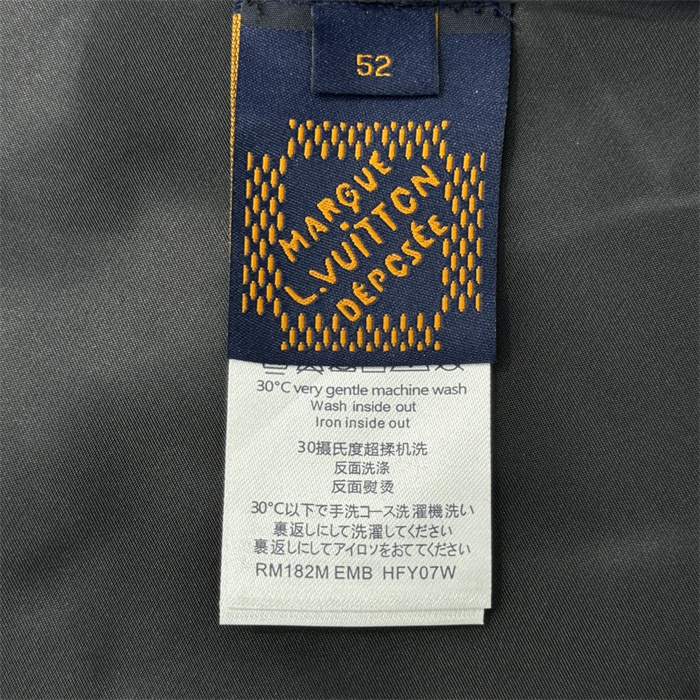 52
MARQUE
L.VUITTON
DÉPOSÉE
30°C very gentle machine wash
Wash inside out
Iron inside out
30摄氏度超揉机洗
反面洗涤
反面熨烫
30°C以下で手洗コース洗濯機洗い
裏返しにして洗濯してください
裏返しにしてアイロソをおててください
RM182M EMB HFY07W